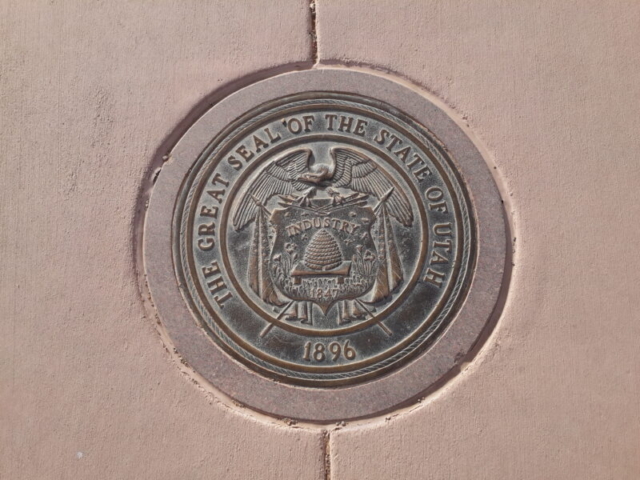 THE GREAT SEAL OF THE STATE OF UTAH
INDUSTRY
1847
1896